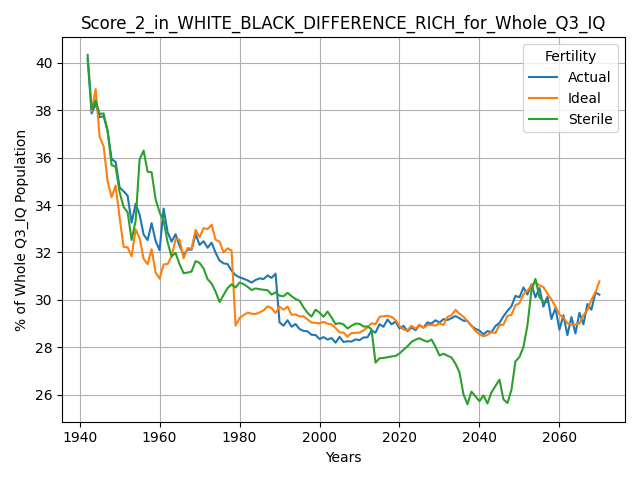 Score_2_in_WHITE_BLACK_DIFFERENCE_RICH_for_Whole_Q3_IQ
Fertility
Actual
Ideal
Sterile
% of Whole Q3_IQ Population
40
38
36
34
32
30
28
26
1940
1960
1980
2000
2020
2040
2060
Years